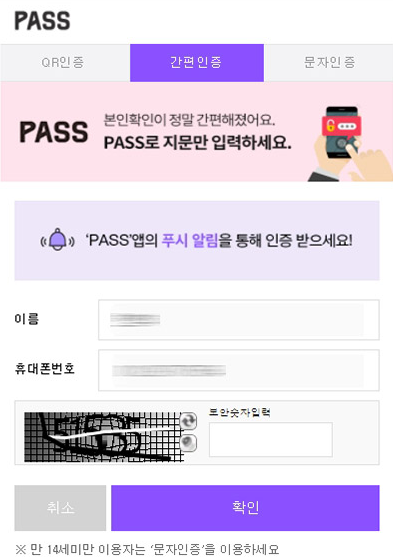 PASS
QR인증
간편인증
문자인증
PASS
본인확인이 정말 간편해졌어요.
PASS로 지문만 입력하세요.
'PASS'앱의 푸시 알림을 통해 인증 받으세요!
이름
휴대폰번호
보안숫자입력
취소
확인
※ 만 14세미만 이용자는 '문자인증'을 이용하세요